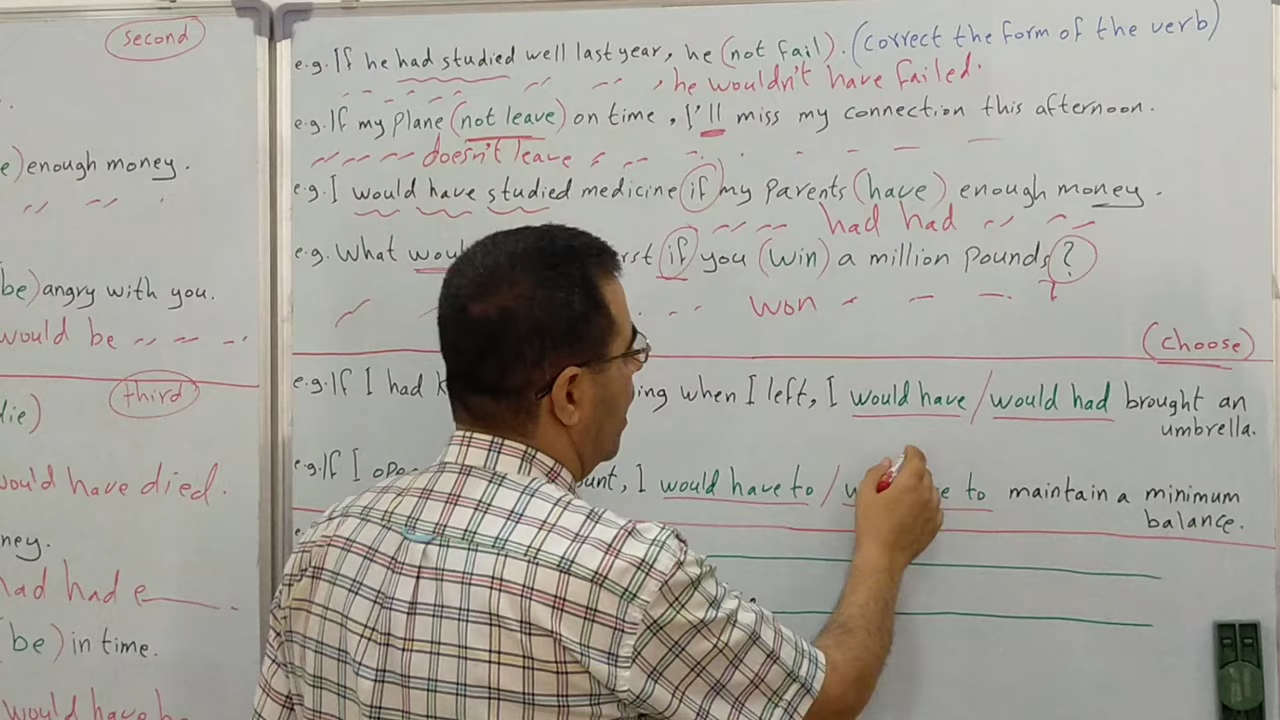 second
e) enough money.
be) angry with you.
would be
third
die)
would have died.
ney.
had had e
(be) in time.
would have b
e.g. If he had studied well last year, he (not fail). (correct the form of the verb)
, he wouldn't have failed.
e.g. If my plane (not leave) on time, I'll miss my connection this afternoon.
doesn't leave
e.g. I would have studied medicine if my parents (have) enough money.
had had
e.g. What woul rst if you (win) a million pounds?
won
(choose)
e.g. If I had k ing when I left, I would have / would had brought an
umbrella.
e.g. If I ope unt, I would have to / w e to maintain a minimum
balance.